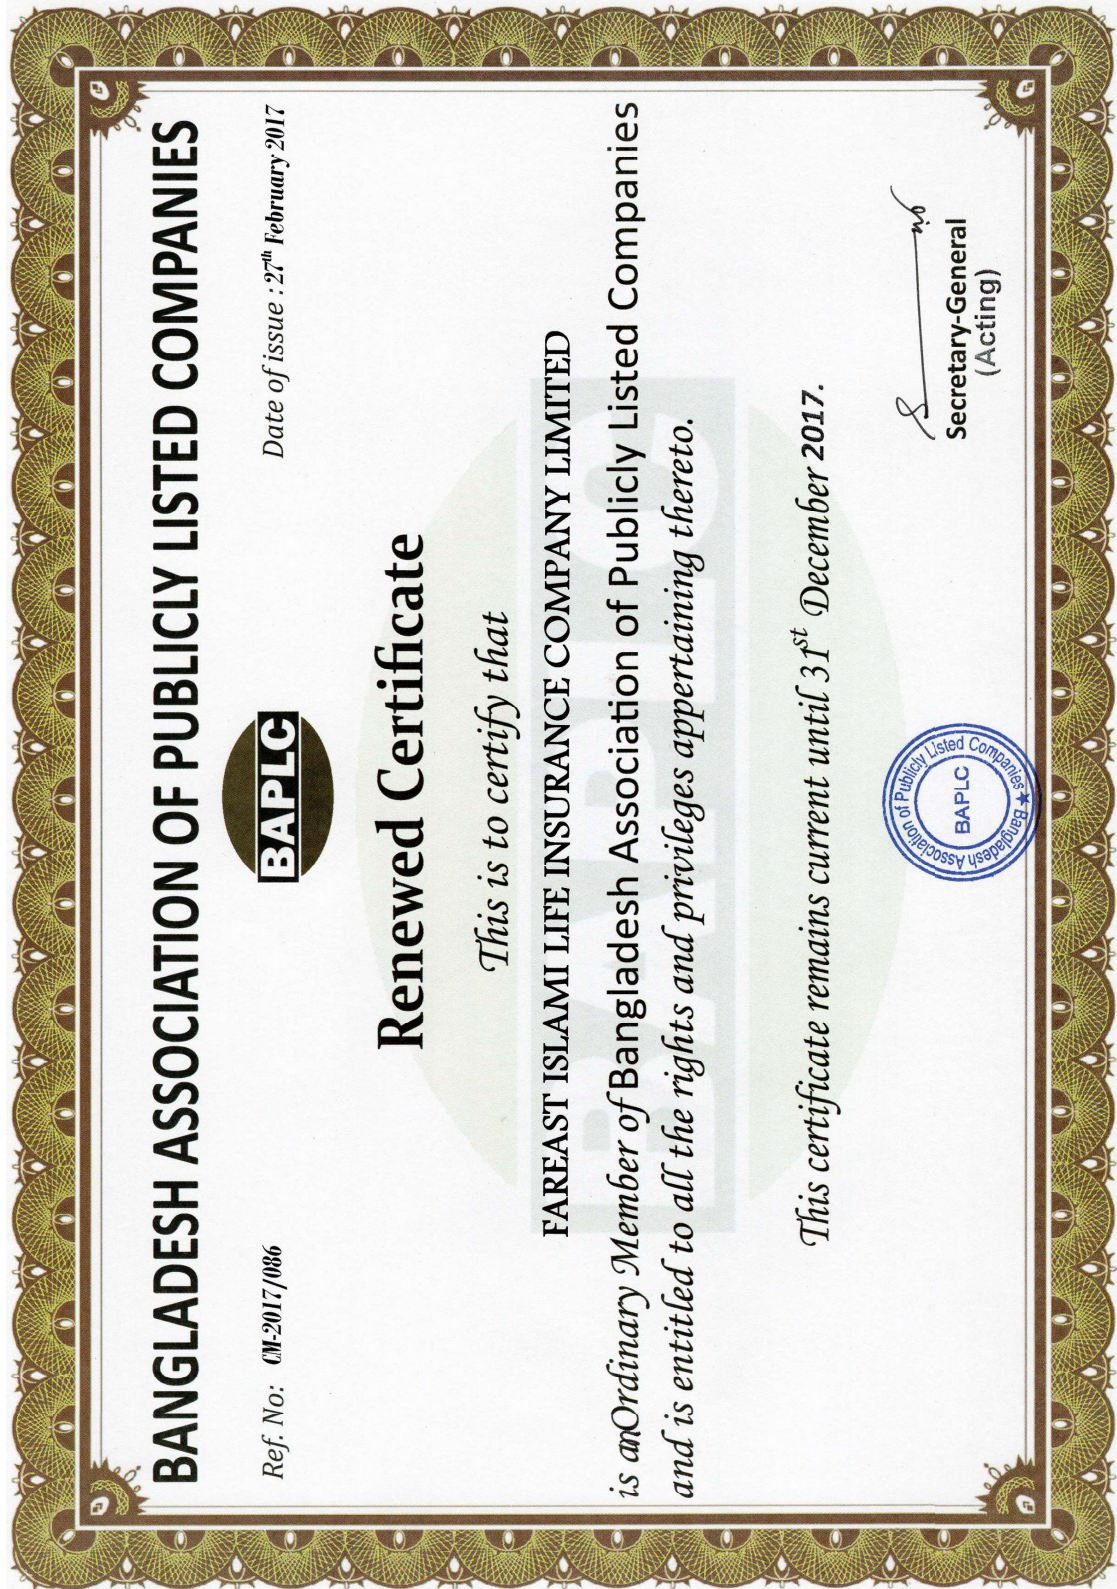 BANGLADESH ASSOCIATION OF PUBLICLY LISTED COMPANIES
Ref. No: CM-2017/086
BAPLC
Date of issue : 27th February 2017
Renewed Certificate
This is to certify that
FAREAST ISLAMI LIFE INSURANCE COMPANY LIMITED
is an Ordinary Member of Bangladesh Association of Publicly Listed Companies
and is entitled to all the rights and privileges appertaining thereto.
BAPLC
This certificate remains current until 31st December 2017.
Bangladesh Association of Publicly Listed Companies ★
BAPLC
Secretary-General
(Acting)